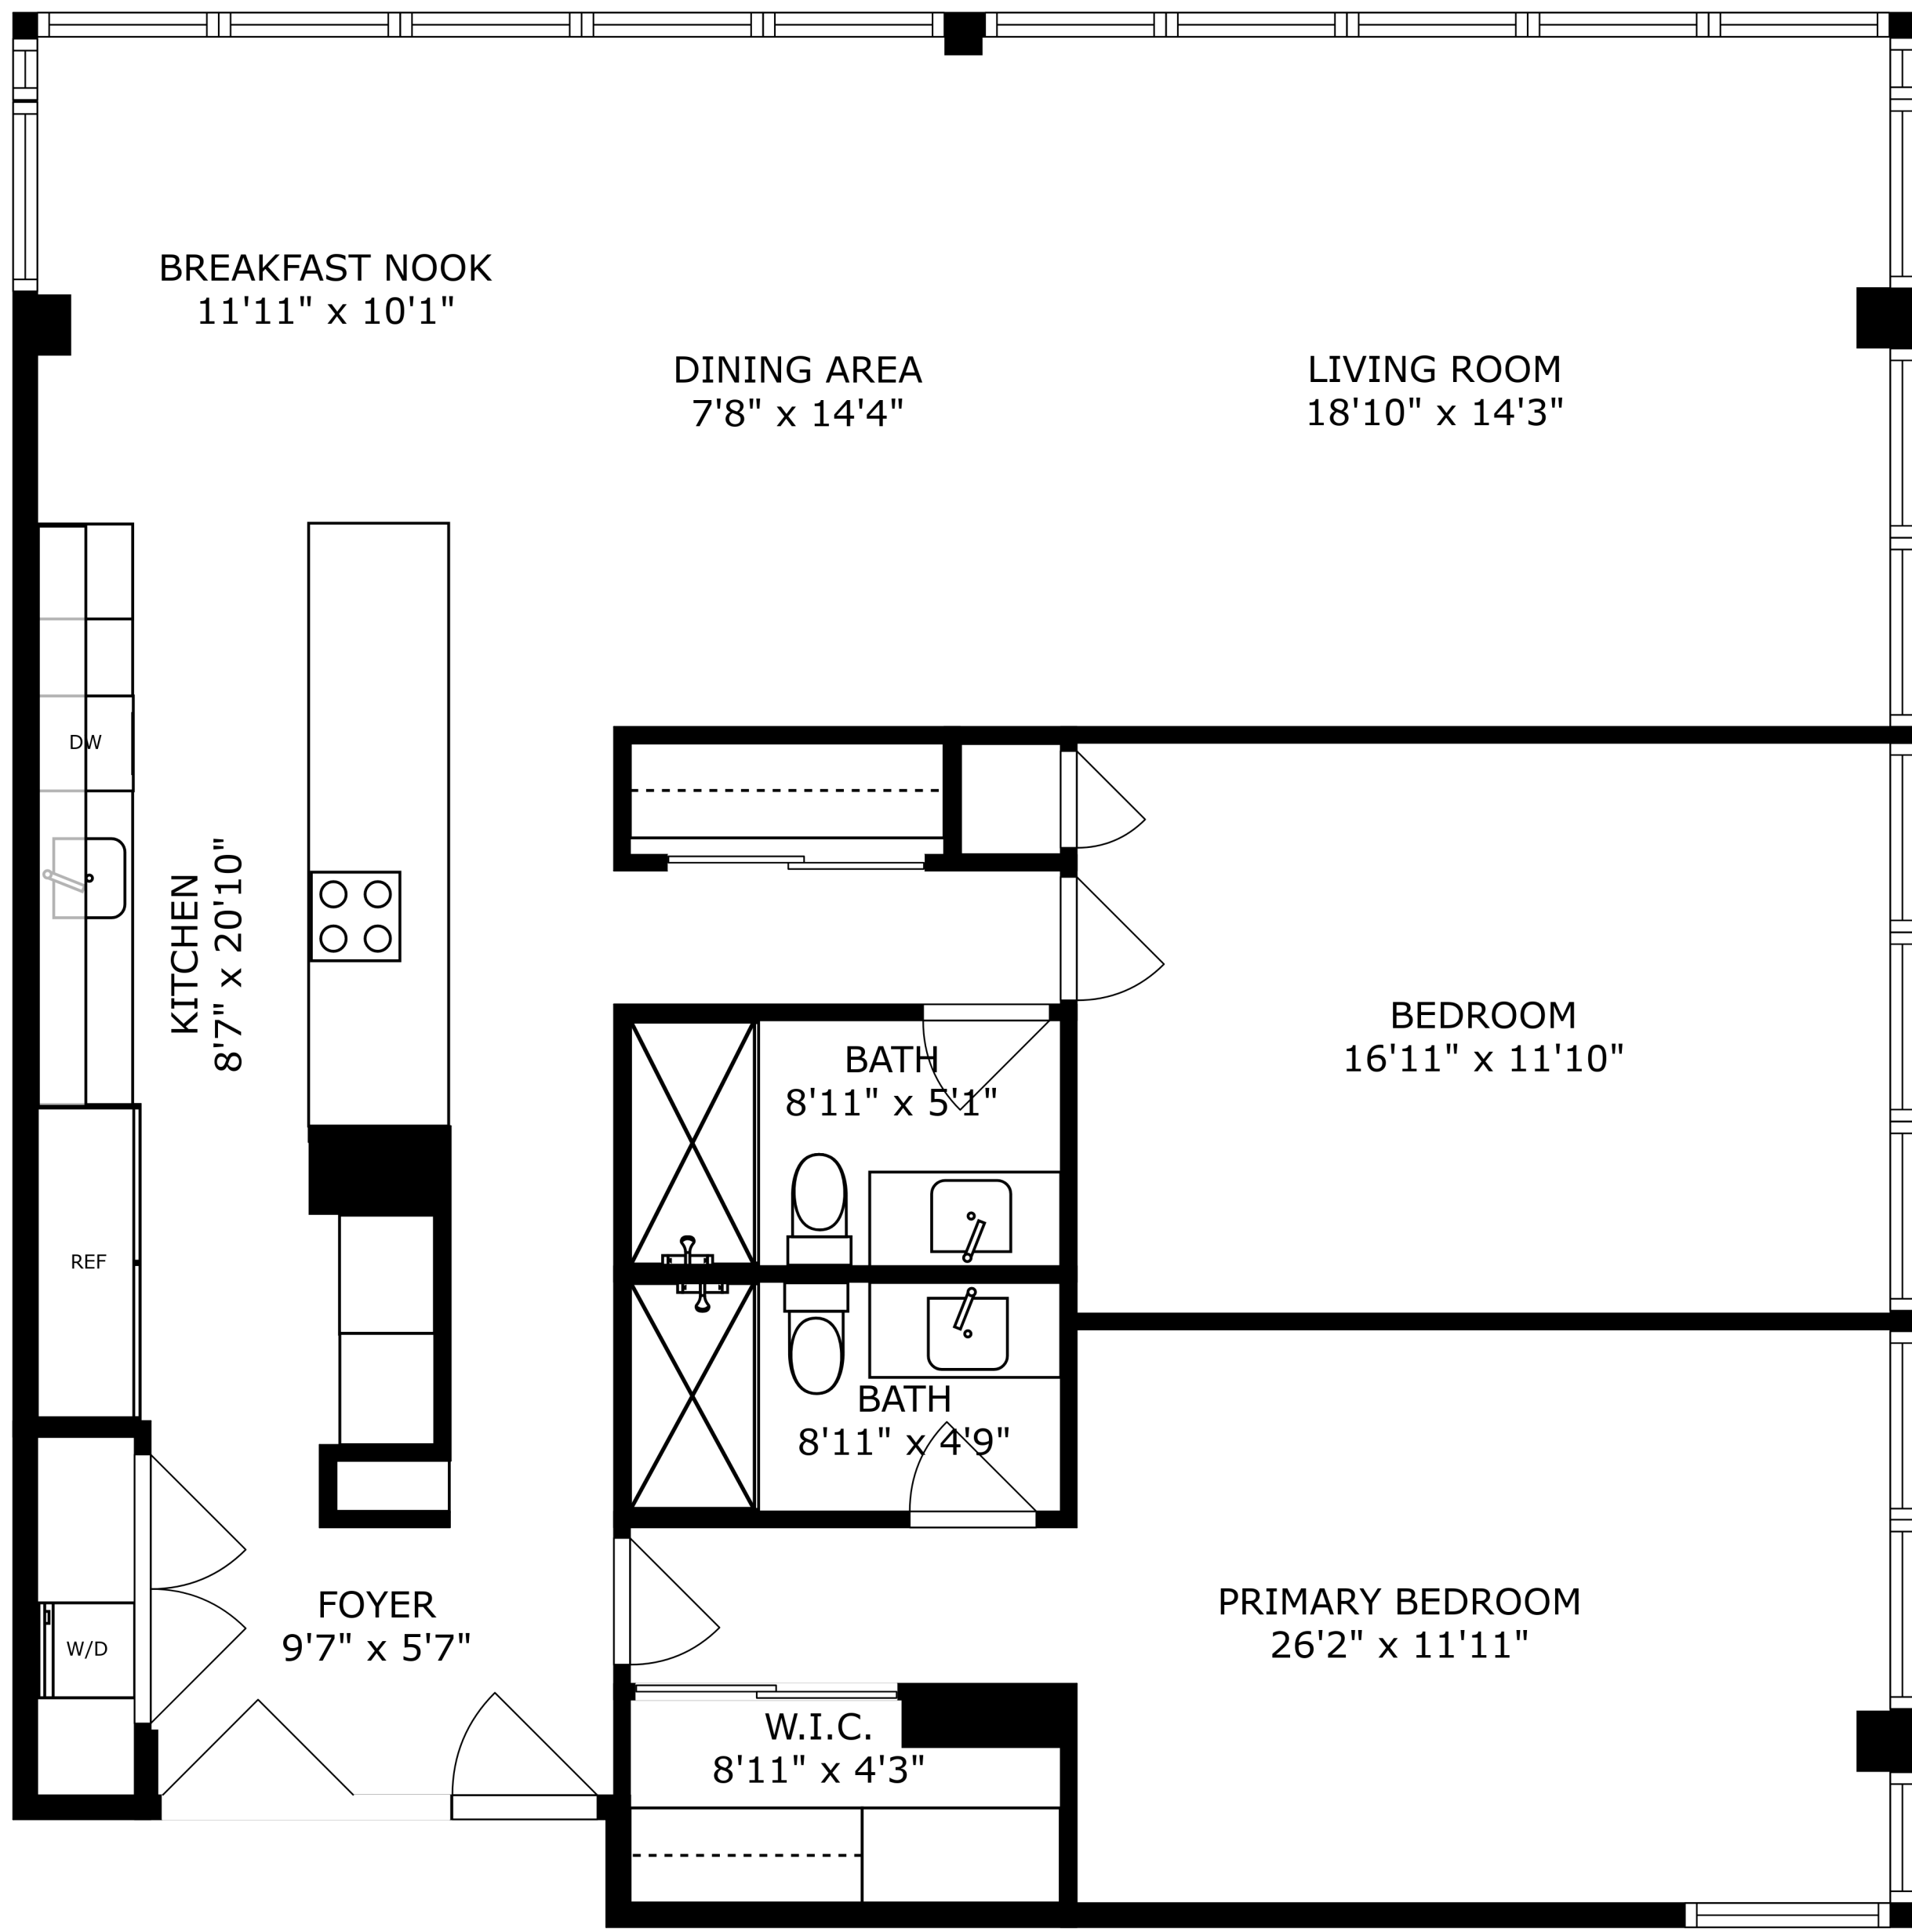 BREAKFAST NOOK
11'11" x 10'1"
DINING AREA
7'8" x 14'4"
LIVING ROOM
18'10" x 14'3"
DW
KITCHEN
8'7" x 20'10"
REF
BATH
8'11" x 5'1"
BEDROOM
16'11" x 11'10"
BATH
8'11" x 4'9"
FOYER
9'7" x 5'7"
W/D
PRIMARY BEDROOM
26'2" x 11'11"
W.I.C.
8'11" x 4'3"